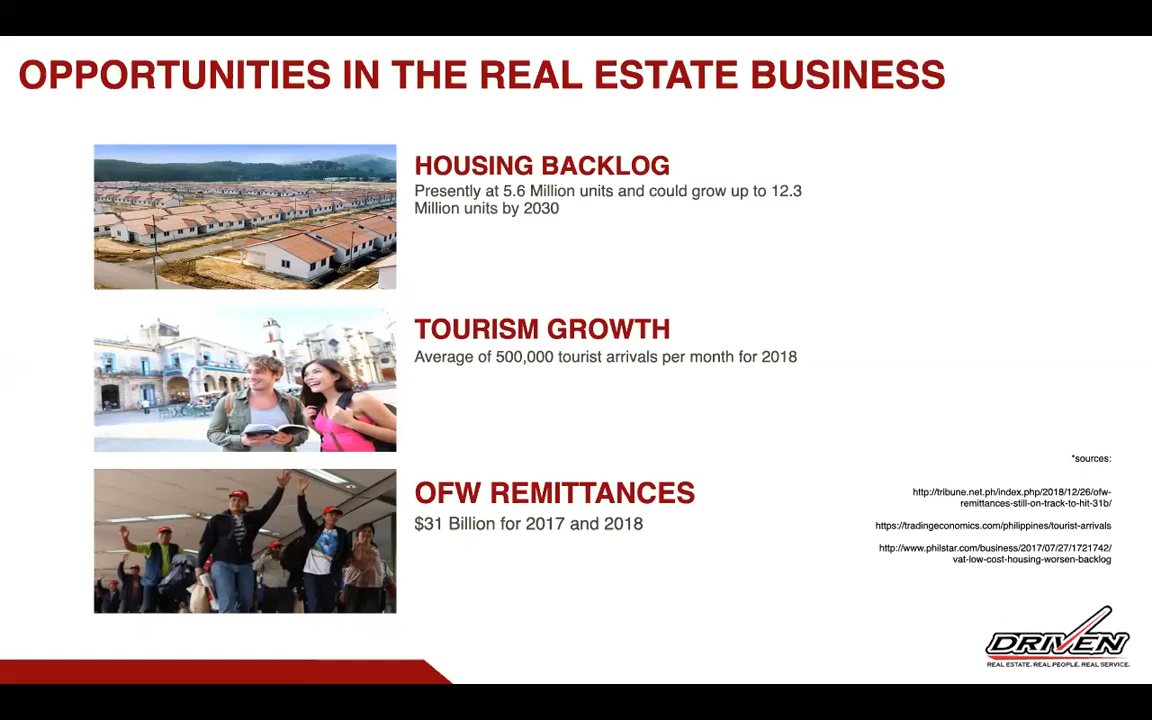 OPPORTUNITIES IN THE REAL ESTATE BUSINESS
HOUSING BACKLOG
Presently at 5.6 Million units and could grow up to 12.3
Million units by 2030
TOURISM GROWTH
Average of 500,000 tourist arrivals per month for 2018
OFW REMITTANCES
$31 Billion for 2017 and 2018
*sources:
http://tribune.net.ph/index.php/2018/12/26/ofw-
remittances-still-on-track-to-hit-31b/
https://tradingeconomics.com/philippines/tourist-arrivals
http://www.philstar.com/business/2017/07/27/1721742/
vat-low-cost-housing-worsen-backlog
DRIVEN
REAL ESTATE. REAL PEOPLE. REAL SERVICE.